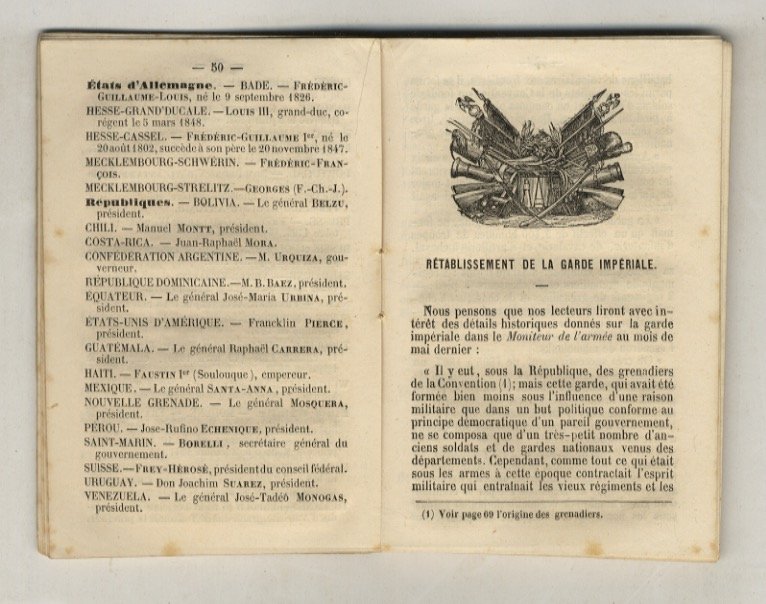 — 50 —
États d'Allemagne. — BADE. — FRÉDÉRIC-
GUILLAUME-LOUIS, né le 9 septembre 1826.
HESSE-GRAND'DUCALE. — LOUIS III, grand-duc, co-
régent le 5 mars 1848.
HESSE-CASSEL. — FRÉDÉRIC-GUILLAUME Ier, né le
20 août 1802, succède à son père le 20 novembre 1847.
MECKLEMBOURG-SCHWÉRIN. — FRÉDÉRIC-FRAN-
ÇOIS.
MECKLEMBOURG-STRELITZ. — GEORGES (F.-Ch.-J.).
Républiques. — BOLIVIA. — Le général BELZU,
président.
CHILI. — Manuel MONTT, président.
COSTA-RICA. — Juan-Raphaël MORA.
CONFÉDÉRATION ARGENTINE. — M. URQUIZA, gou-
verneur.
RÉPUBLIQUE DOMINICAINE. — M. B. BAEZ, président.
ÉQUATEUR. — Le général José-Maria URBINA, pré-
sident.
ÉTATS-UNIS D'AMÉRIQUE. — Francklin PIERCE,
président.
GUATÉMALA. — Le général Raphaël CARRERA, pré-
sident.
HAITI. — FAUSTIN Ier (Soulouque), empereur.
MEXIQUE. — Le général SANTA-ANNA, président.
NOUVELLE GRENADE. — Le général MOSQUERA,
président.
PÉROU. — Jose-Rufino ECHENIQUE, président.
SAINT-MARIN. — BORELLI, secrétaire général du
gouvernement.
SUISSE. — FREY-HÉROSÉ, président du conseil fédéral.
URUGUAY. — Don Joachim SUAREZ, président.
VENEZUELA. — Le général José-Tadéo MONOGAS,
président.
RÉTABLISSEMENT DE LA GARDE IMPÉRIALE.
Nous pensons que nos lecteurs liront avec in-
térêt des détails historiques donnés sur la garde
impériale dans le Moniteur de l'armée au mois de
mai dernier :
« Il y eut, sous la République, des grenadiers
de la Convention (1); mais cette garde, qui avait été
formée bien moins sous l'influence d'une raison
militaire que dans un but politique conforme au
principe démocratique d'un pareil gouvernement,
ne se composa que d'un très-petit nombre d'an-
ciens soldats et de gardes nationaux venus des
départements. Cependant, comme tout ce qui était
sous les armes à cette époque contractait l'esprit
militaire qui entraînait les vieux régiments et les
(1) Voir page 69 l'origine des grenadiers.